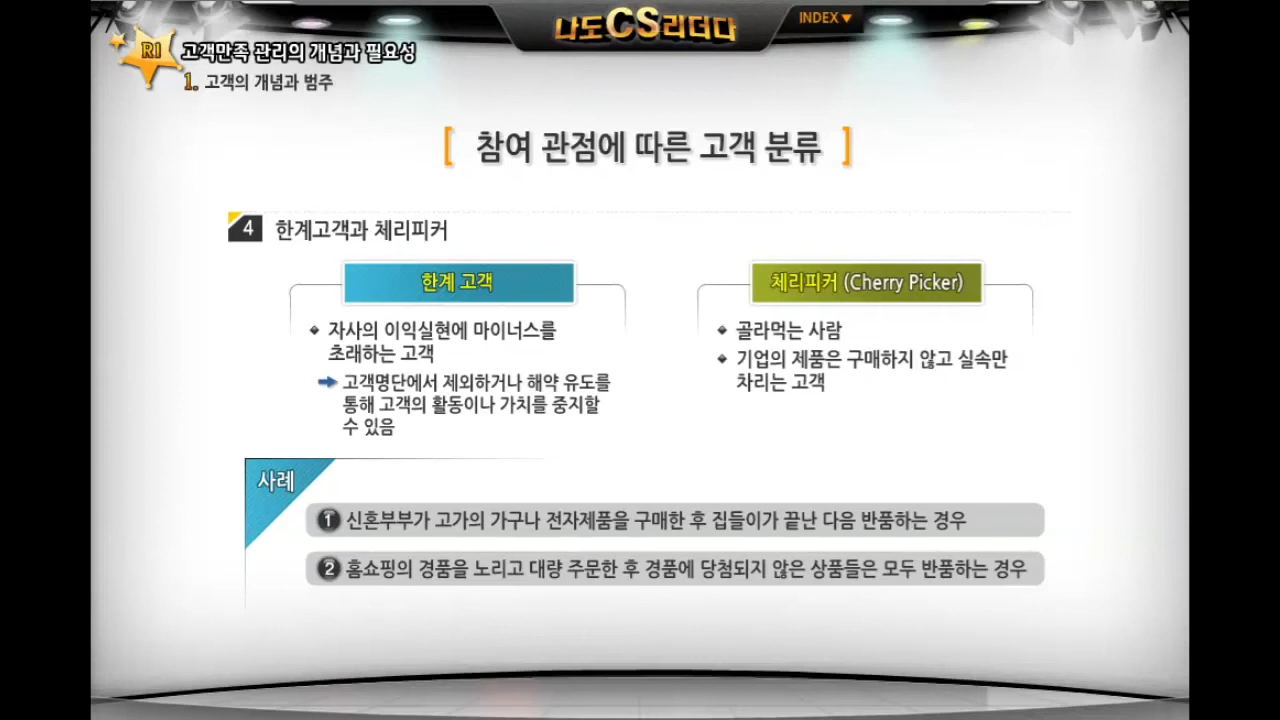 나도CS리더다
INDEX▼
R1
고객만족 관리의 개념과 필요성
1. 고객의 개념과 범주
[ 참여 관점에 따른 고객 분류 ]
4 한계고객과 체리피커
한계 고객
◆ 자사의 이익실현에 마이너스를
초래하는 고객
➡ 고객명단에서 제외하거나 해약 유도를
통해 고객의 활동이나 가치를 중지할
수 있음
체리피커 (Cherry Picker)
◆ 골라먹는 사람
◆ 기업의 제품은 구매하지 않고 실속만
차리는 고객
사례
1 신혼부부가 고가의 가구나 전자제품을 구매한 후 집들이가 끝난 다음 반품하는 경우
2 홈쇼핑의 경품을 노리고 대량 주문한 후 경품에 당첨되지 않은 상품들은 모두 반품하는 경우